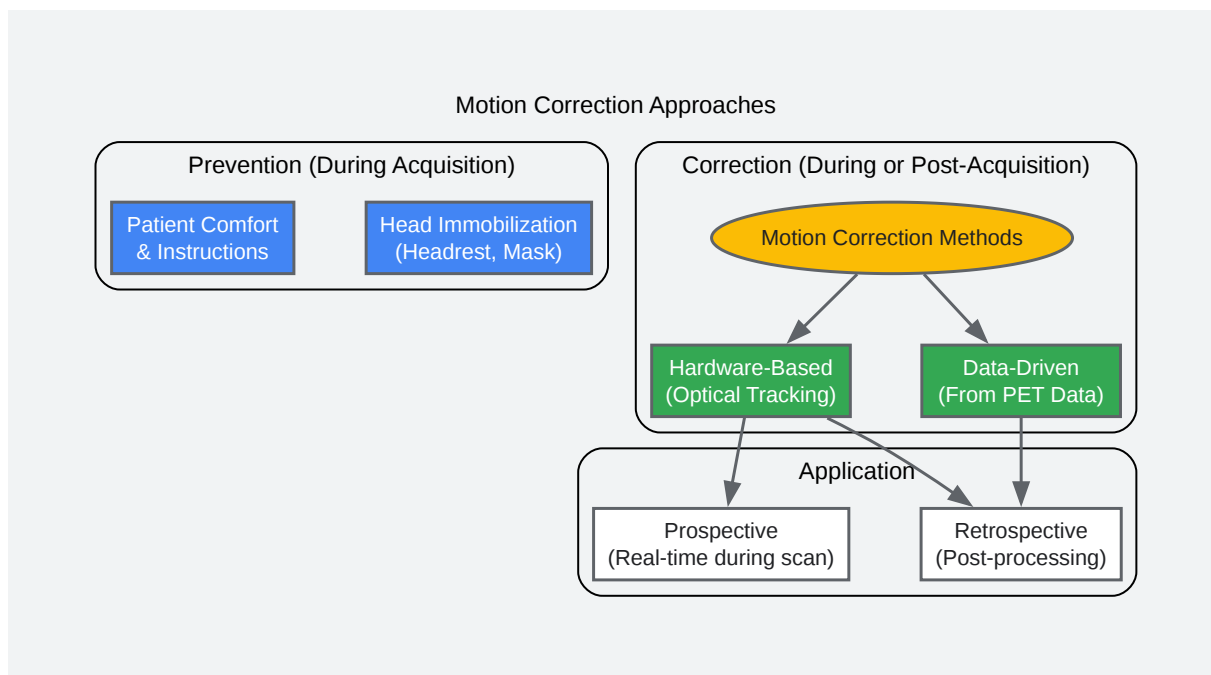 Motion Correction Approaches
Prevention (During Acquisition)
Patient Comfort
& Instructions
Head Immobilization
(Headrest, Mask)
Correction (During or Post-Acquisition)
Motion Correction Methods
Hardware-Based
(Optical Tracking)
Data-Driven
(From PET Data)
Application
Prospective
(Real-time during scan)
Retrospective
(Post-processing)